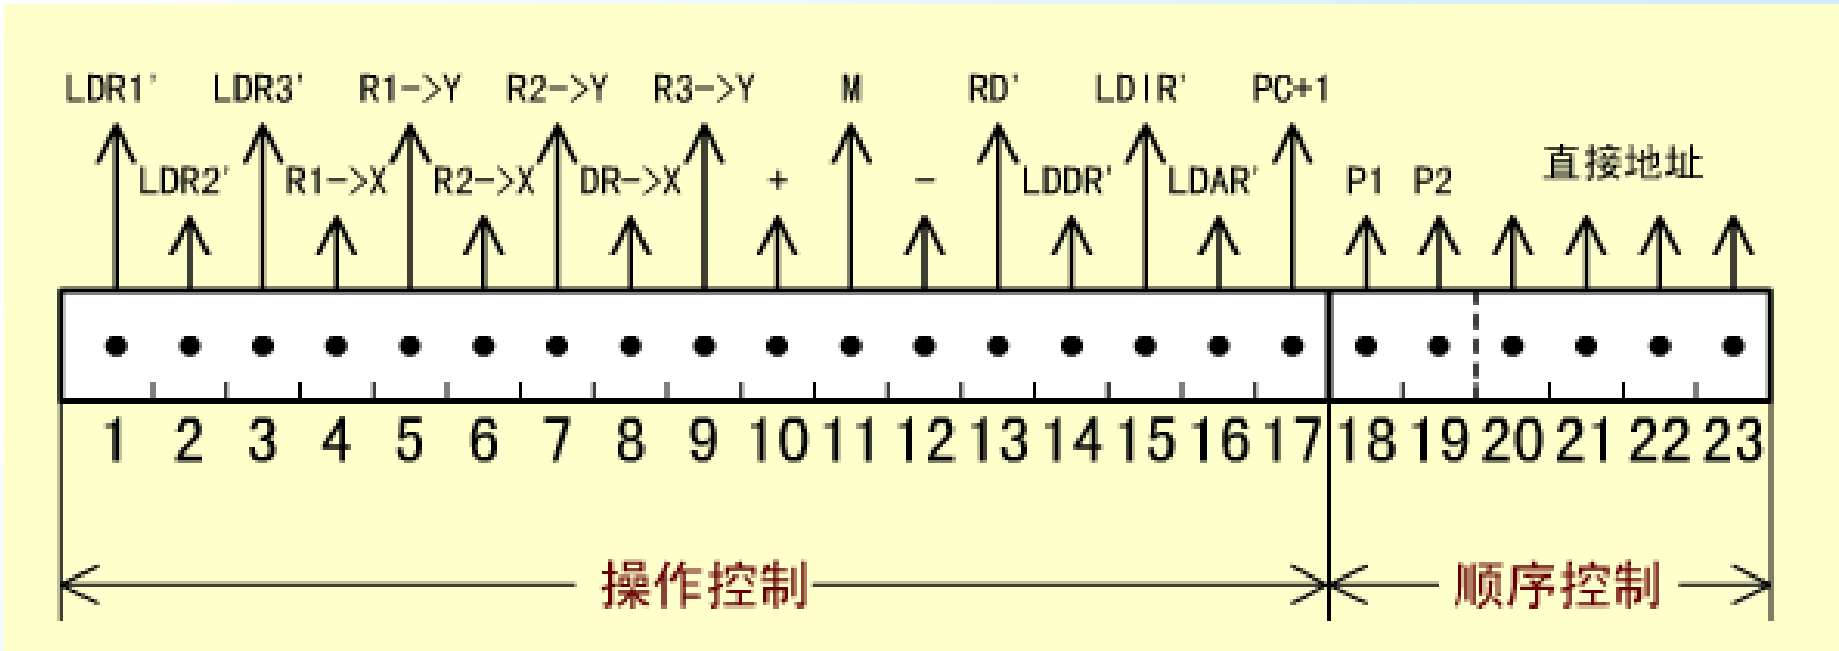 LDR1' LDR3' R1->Y R2->Y R3->Y M RD' LDIR' PC+1
LDR2' R1->X R2->X DR->X + - LDDR' LDAR' P1 P2 直接地址
1 2 3 4 5 6 7 8 9 10 11 12 13 14 15 16 17 18 19 20 21 22 23
操作控制 顺序控制